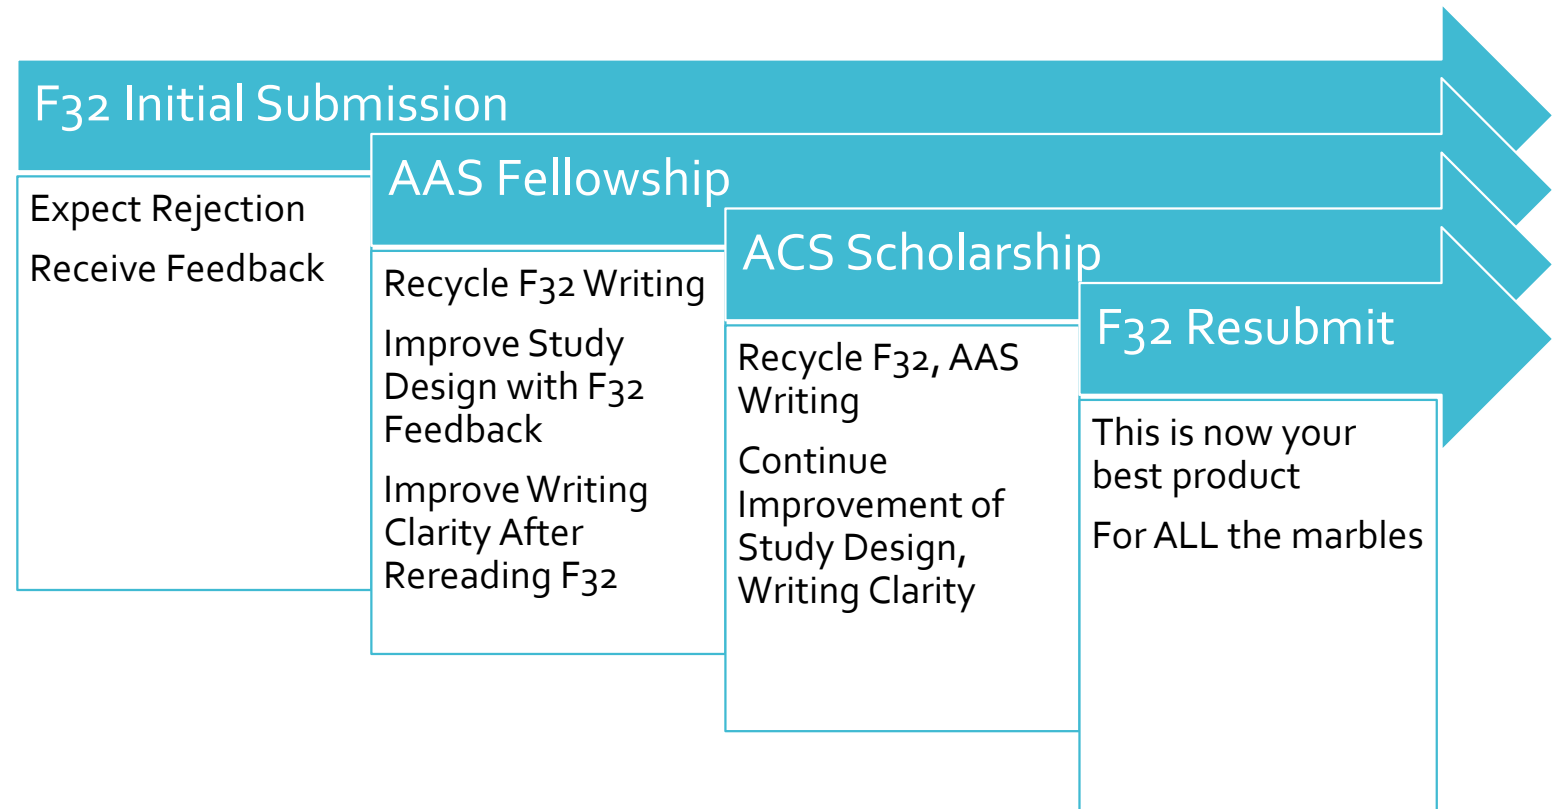 F32 Initial Submission
Expect Rejection
Receive Feedback
AAS Fellowship
Recycle F32 Writing
Improve Study
Design with F32
Feedback
Improve Writing
Clarity After
Rereading F32
ACS Scholarship
Recycle F32, AAS
Writing
Continue
Improvement of
Study Design,
Writing Clarity
F32 Resubmit
This is now your
best product
For ALL the marbles